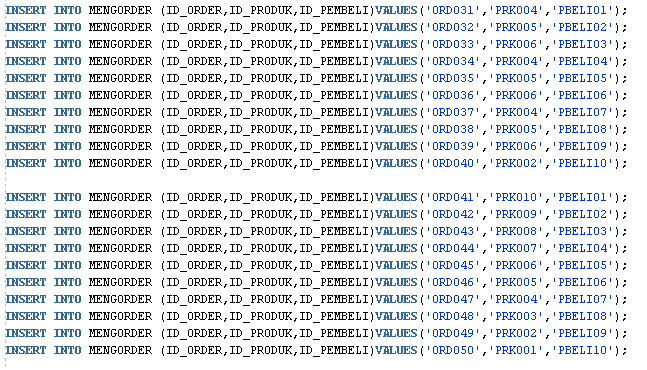 INSERT INTO MENGORDER (ID_ORDER,ID_PRODUK,ID_PEMBELI)VALUES('ORD031','PRK004','PBELI01');
INSERT INTO MENGORDER (ID_ORDER,ID_PRODUK,ID_PEMBELI)VALUES('ORD032','PRK005','PBELI02');
INSERT INTO MENGORDER (ID_ORDER,ID_PRODUK,ID_PEMBELI)VALUES('ORD033','PRK006','PBELI03');
INSERT INTO MENGORDER (ID_ORDER,ID_PRODUK,ID_PEMBELI)VALUES('ORD034','PRK004','PBELI04');
INSERT INTO MENGORDER (ID_ORDER,ID_PRODUK,ID_PEMBELI)VALUES('ORD035','PRK005','PBELI05');
INSERT INTO MENGORDER (ID_ORDER,ID_PRODUK,ID_PEMBELI)VALUES('ORD036','PRK006','PBELI06');
INSERT INTO MENGORDER (ID_ORDER,ID_PRODUK,ID_PEMBELI)VALUES('ORD037','PRK004','PBELI07');
INSERT INTO MENGORDER (ID_ORDER,ID_PRODUK,ID_PEMBELI)VALUES('ORD038','PRK005','PBELI08');
INSERT INTO MENGORDER (ID_ORDER,ID_PRODUK,ID_PEMBELI)VALUES('ORD039','PRK006','PBELI09');
INSERT INTO MENGORDER (ID_ORDER,ID_PRODUK,ID_PEMBELI)VALUES('ORD040','PRK002','PBELI10');
INSERT INTO MENGORDER (ID_ORDER,ID_PRODUK,ID_PEMBELI)VALUES('ORD041','PRK010','PBELI01');
INSERT INTO MENGORDER (ID_ORDER,ID_PRODUK,ID_PEMBELI)VALUES('ORD042','PRK009','PBELI02');
INSERT INTO MENGORDER (ID_ORDER,ID_PRODUK,ID_PEMBELI)VALUES('ORD043','PRK008','PBELI03');
INSERT INTO MENGORDER (ID_ORDER,ID_PRODUK,ID_PEMBELI)VALUES('ORD044','PRK007','PBELI04');
INSERT INTO MENGORDER (ID_ORDER,ID_PRODUK,ID_PEMBELI)VALUES('ORD045','PRK006','PBELI05');
INSERT INTO MENGORDER (ID_ORDER,ID_PRODUK,ID_PEMBELI)VALUES('ORD046','PRK005','PBELI06');
INSERT INTO MENGORDER (ID_ORDER,ID_PRODUK,ID_PEMBELI)VALUES('ORD047','PRK004','PBELI07');
INSERT INTO MENGORDER (ID_ORDER,ID_PRODUK,ID_PEMBELI)VALUES('ORD048','PRK003','PBELI08');
INSERT INTO MENGORDER (ID_ORDER,ID_PRODUK,ID_PEMBELI)VALUES('ORD049','PRK002','PBELI09');
INSERT INTO MENGORDER (ID_ORDER,ID_PRODUK,ID_PEMBELI)VALUES('ORD050','PRK001','PBELI10');